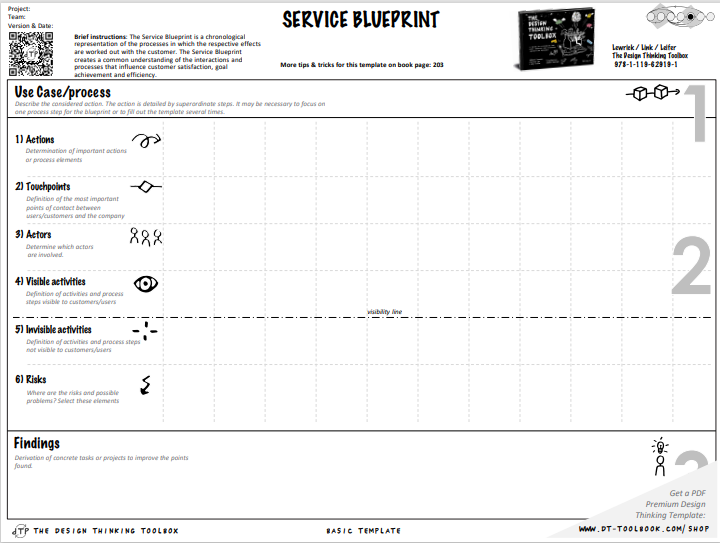 Project:
Team:
Version & Date:
SERVICE BLUEPRINT
Brief instructions: The Service Blueprint is a chronological
representation of the processes in which the respective effects
are worked out with the customer. The Service Blueprint
creates a common understanding of the interactions and
processes that influence customer satisfaction, goal
achievement and efficiency.
More tips & tricks for this template on book page: 203
THE
DESIGN
THINKING
TOOLBOX
Lewrick / Link / Leifer
The Design Thinking Toolbox
978-1-119-62919-1
Use Case/process
Describe the considered action. The action is detailed by superordinate steps. It may be necessary to focus on
one process step for the blueprint or to fill out the template several times.
1
1) Actions
Determination of important actions
or process elements
2) Touchpoints
Definition of the most important
points of contact between
users/customers and the company
3) Actors
Determine which actors
are involved.
2
4) Visible activities
Definition of activities and process
steps visible to customers/users
visibility line
5) Invisible activities
Definition of activities and process steps
not visible to customers/users
6) Risks
Where are the risks and possible
problems? Select these elements
Findings
Derivation of concrete tasks or projects to improve the points
found.
Get a PDF
Premium Design
Thinking Template:
WWW.DT-TOOLBOOK.COM/SHOP
dTP THE DESIGN THINKING TOOLBOX
BASIC TEMPLATE